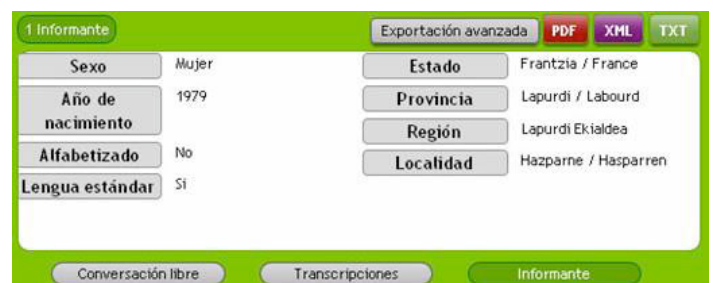 1 Informante
Exportación avanzada PDF XML TXT
Sexo Mujer
Año de nacimiento 1979
Alfabetizado No
Lengua estándar Si
Estado Frantzia / France
Provincia Lapurdi / Labourd
Región Lapurdi Ekialdea
Localidad Hazparne / Hasparren
Conversación libre Transcripciones Informante